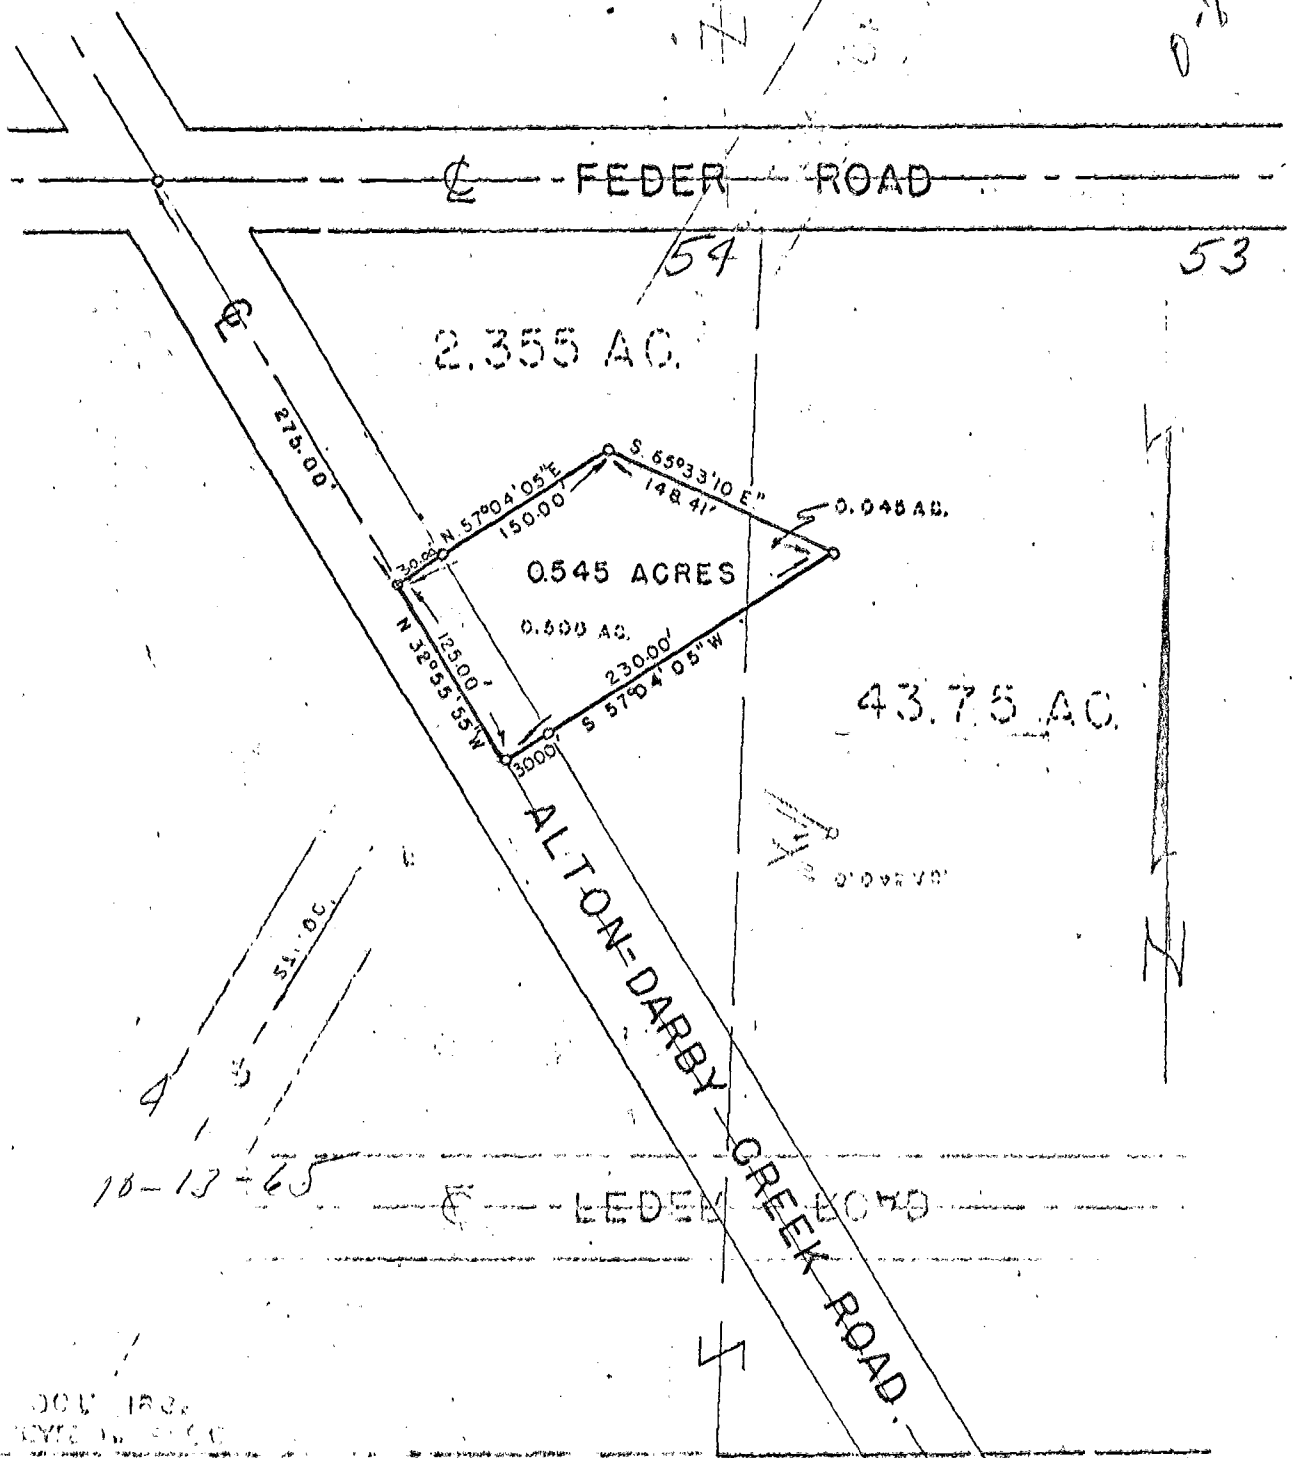 ℄ FEDER ROAD
54
53
2.355 AC.
℄
275.00'
S. 65°33'10 E"
148.41'
N. 57°04'05"E
150.00'
0.045 AC.
30.00'
0.545 ACRES
0.500 AC.
125.00'
N 32°55'55"W
230.00'
S 57°04'05"W
30.00'
43.75 AC.
ALTON-DARBY CREEK ROAD
10-13-65